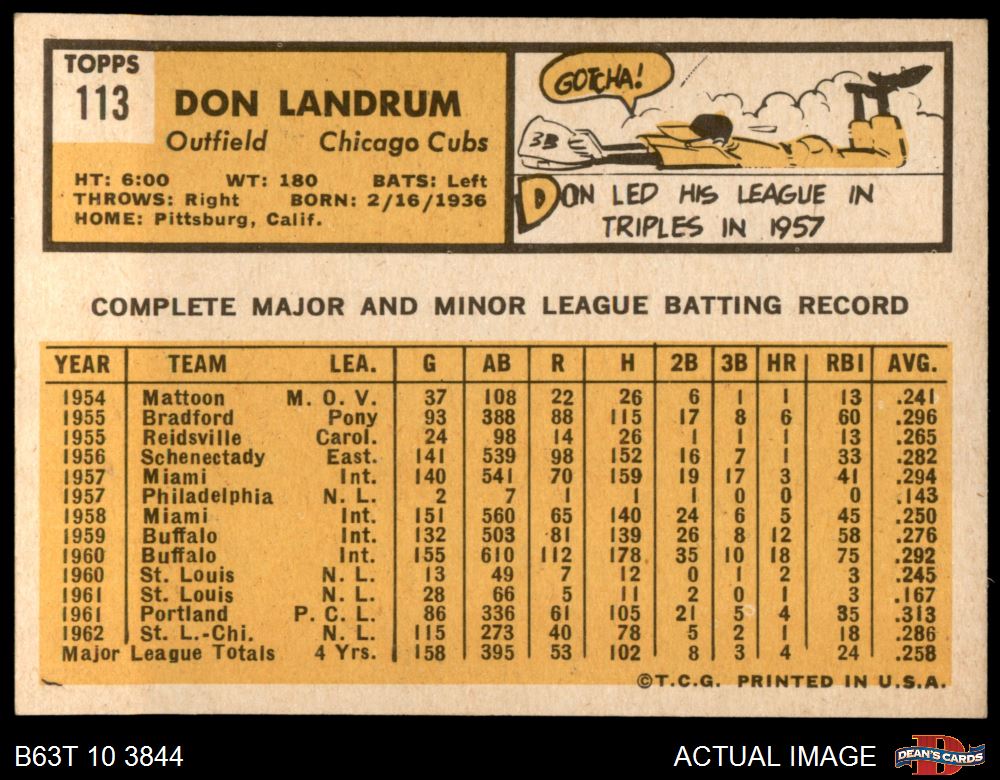 TOPPS
113
DON LANDRUM
Outfield Chicago Cubs
HT: 6:00 WT: 180 BATS: Left
THROWS: Right BORN: 2/16/1936
HOME: Pittsburg, Calif.
GOTCHA!
3B
DON LED HIS LEAGUE IN
TRIPLES IN 1957
COMPLETE MAJOR AND MINOR LEAGUE BATTING RECORD
YEAR TEAM LEA. G AB R H 2B 3B HR RBI AVG.
1954 Mattoon M. O. V. 37 108 22 26 6 1 1 13 .241
1955 Bradford Pony 93 388 88 115 17 8 6 60 .296
1955 Reidsville Carol. 24 98 14 26 1 1 1 13 .265
1956 Schenectady East. 141 539 98 152 16 7 1 33 .282
1957 Miami Int. 140 541 70 159 19 17 3 41 .294
1957 Philadelphia N. L. 2 7 1 1 1 0 0 0 .143
1958 Miami Int. 151 560 65 140 24 6 5 45 .250
1959 Buffalo Int. 132 503 81 139 26 8 12 58 .276
1960 Buffalo Int. 155 610 112 178 35 10 18 75 .292
1960 St. Louis N. L. 13 49 7 12 0 1 2 3 .245
1961 St. Louis N. L. 28 66 5 11 2 0 1 3 .167
1961 Portland P. C. L. 86 336 61 105 21 5 4 35 .313
1962 St. L.-Chi. N. L. 115 273 40 78 5 2 1 18 .286
Major League Totals 4 Yrs. 158 395 53 102 8 3 4 24 .258
©T.C.G. PRINTED IN U.S.A.
B63T 10 3844 ACTUAL IMAGE
D
DEAN'S CARDS